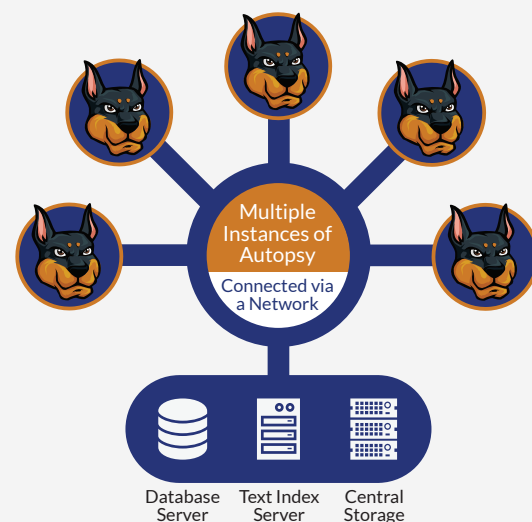 Multiple
Instances of
Autopsy
Connected via
a Network
Database
Server
Text Index
Server
Central
Storage